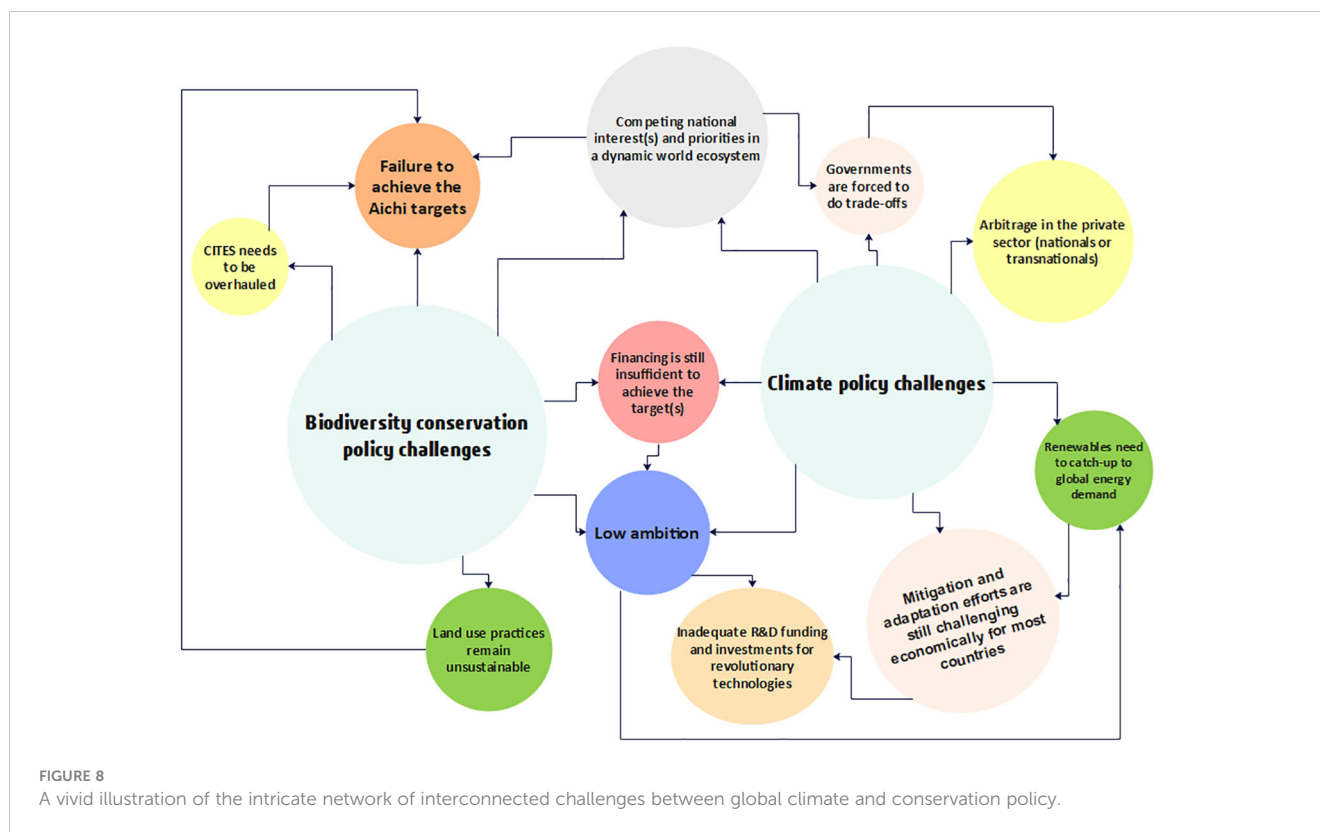 Competing national
interest(s) and priorities in
a dynamic world ecosystem
Failure to
achieve the
Aichi targets
Governments
are forced to
do trade-offs
Arbitrage in the private
sector (nationals or
transnationals)
CITES needs
to be
overhauled
Financing is still
insufficient to
achieve the
target(s)
Climate policy challenges
Biodiversity conservation
policy challenges
Renewables need
to catch-up to
global energy
demand
Low ambition
Mitigation and
adaptation efforts are
still challenging
economically for most
countries
Land use practices
remain
unsustainable
Inadequate R&D funding
and investments for
revolutionary
technologies
FIGURE 8
A vivid illustration of the intricate network of interconnected challenges between global climate and conservation policy.